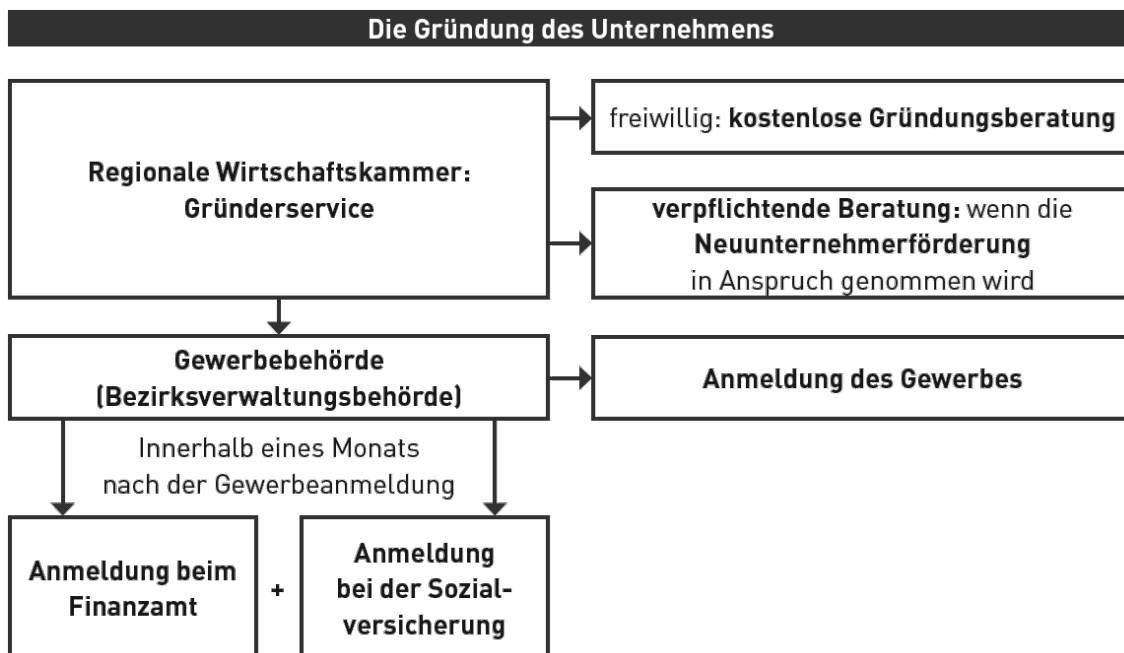 Die Gründung des Unternehmens
Regionale Wirtschaftskammer:
Gründerservice
freiwillig: kostenlose Gründungsberatung
verpflichtende Beratung: wenn die
Neuunternehmerförderung
in Anspruch genommen wird
Gewerbebehörde
(Bezirksverwaltungsbehörde)
Anmeldung des Gewerbes
Innerhalb eines Monats
nach der Gewerbeanmeldung
Anmeldung beim
Finanzamt
+
Anmeldung
bei der Sozial-
versicherung